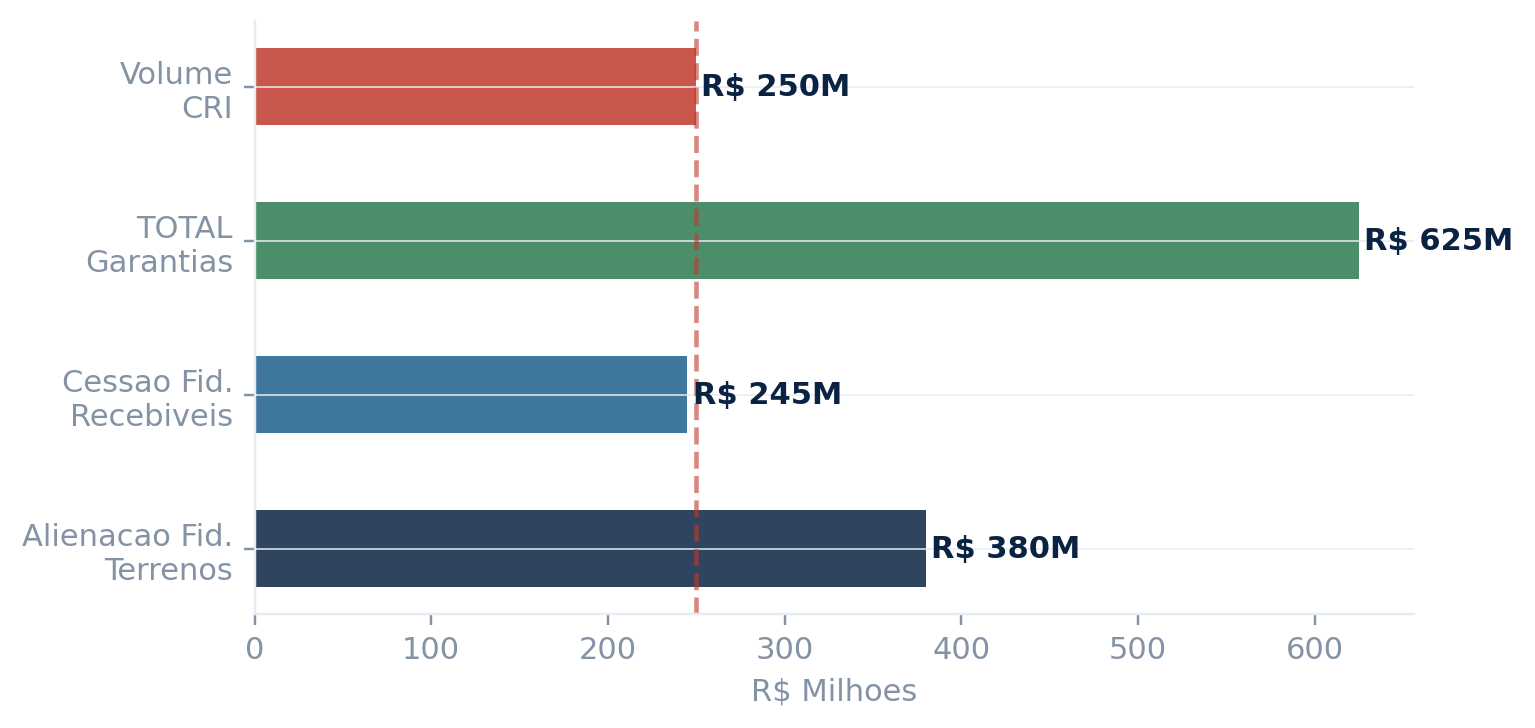 Volume
CRI
R$ 250M
TOTAL
Garantias
R$ 625M
Cessao Fid.
Recebiveis
R$ 245M
Alienacao Fid.
Terrenos
R$ 380M
0 100 200 300 400 500 600
R$ Milhoes